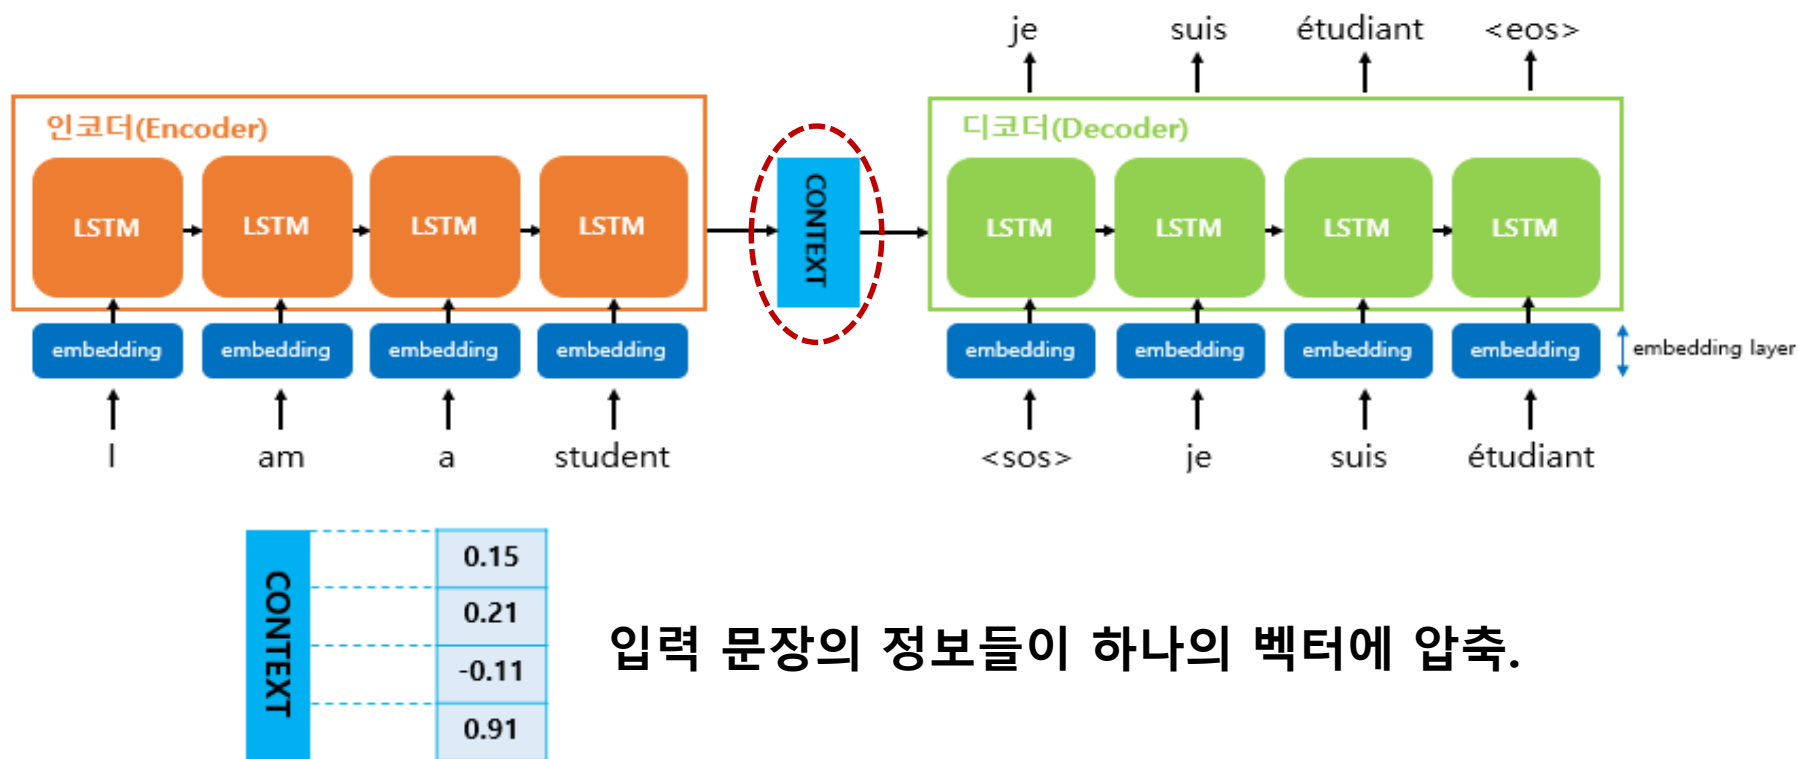 je suis étudiant <eos>
인코더(Encoder)
디코더(Decoder)
LSTM LSTM LSTM LSTM
CONTEXT
LSTM LSTM LSTM LSTM
embedding embedding embedding embedding
embedding embedding embedding embedding
embedding layer
I am a student
<sos> je suis étudiant
CONTEXT
0.15
0.21
-0.11
0.91
입력 문장의 정보들이 하나의 벡터에 압축.